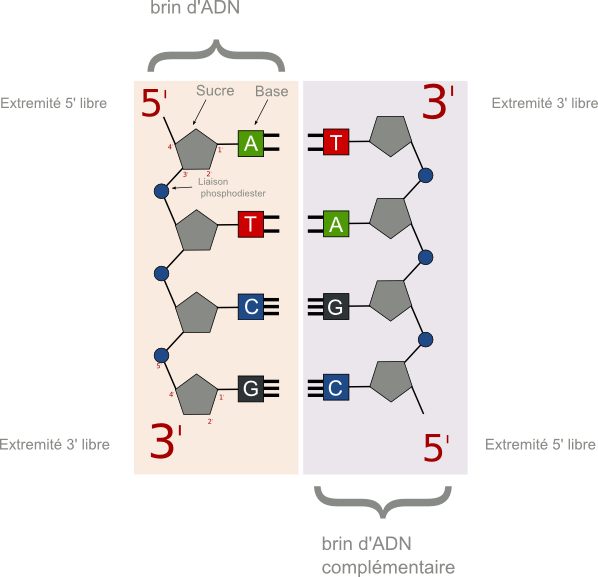 brin d'ADN
5'
3'
Extremité 5' libre
Sucre
Base
Extremité 3' libre
4'
A
1'
T
3'
2'
Liaison
phosphodiester
T
A
C
G
5'
4'
G
1'
C
2'
Extremité 3' libre
3'
5'
Extremité 5' libre
brin d'ADN
complémentaire